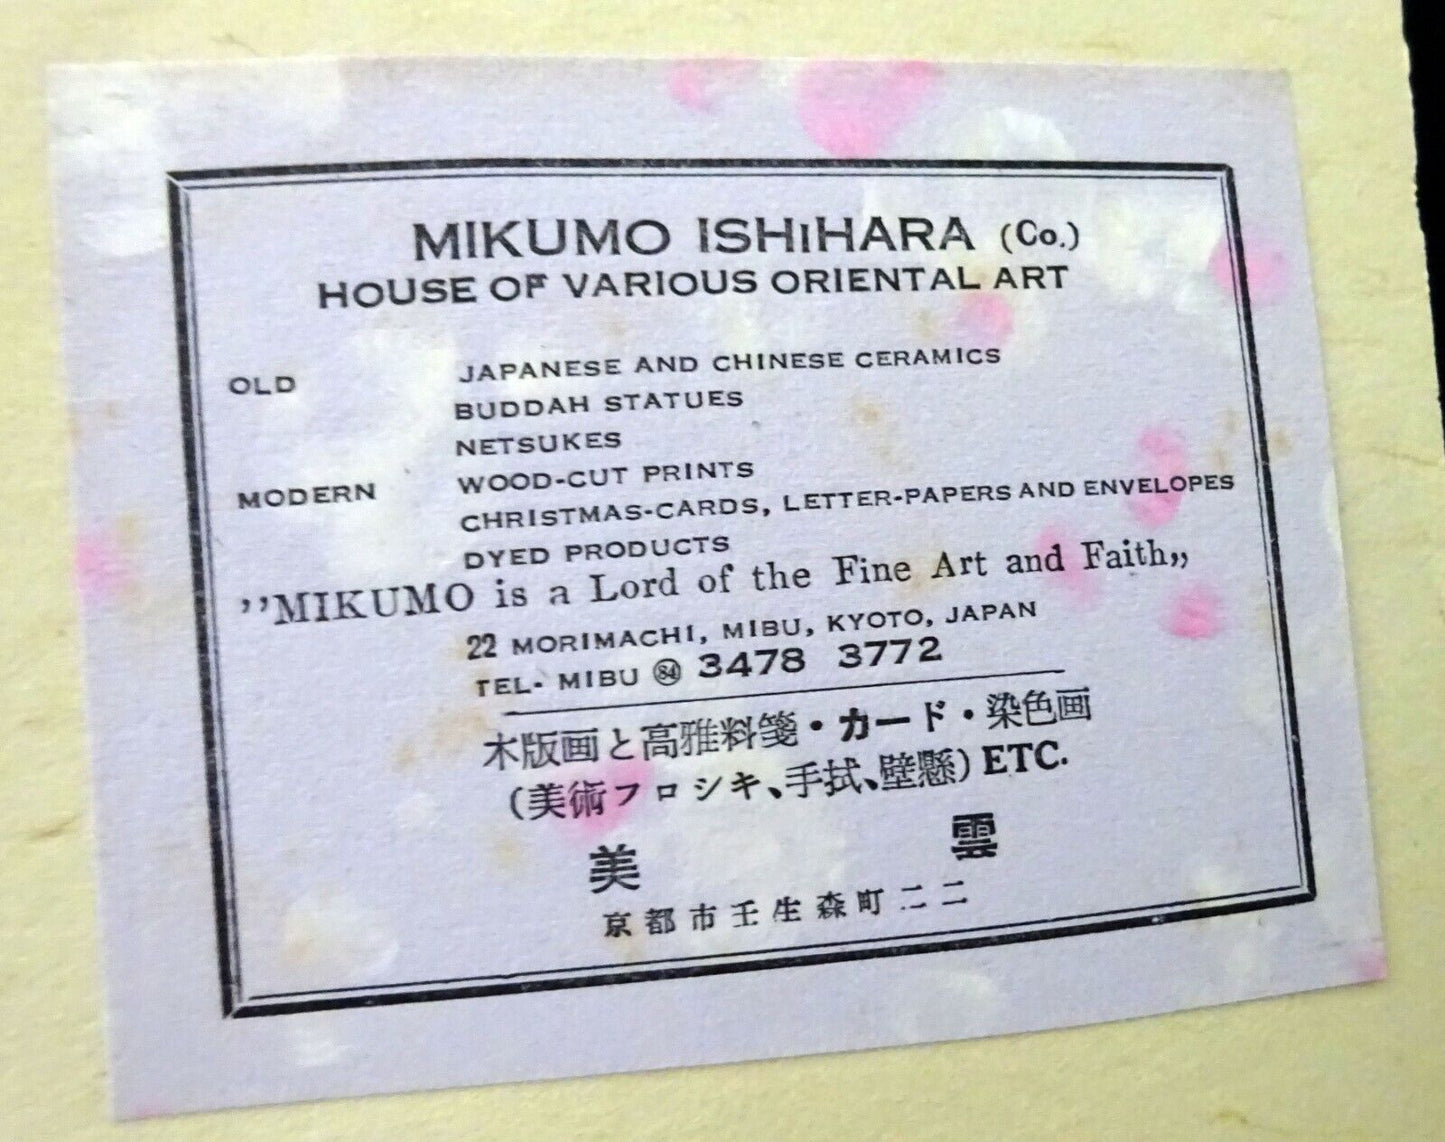 MIKUMO ISHIHARA (Co.)
HOUSE OF VARIOUS ORIENTAL ART
OLD JAPANESE AND CHINESE CERAMICS
BUDDAH STATUES
NETSUKES
MODERN WOOD-CUT PRINTS
CHRISTMAS-CARDS, LETTER-PAPERS AND ENVELOPES
DYED PRODUCTS
’’MIKUMO is a Lord of the Fine Art and Faith„
22 MORIMACHI, MIBU, KYOTO, JAPAN
TEL. MIBU ㊽ 3478 3772
木版画と高雅料箋・カード・染色画
(美術フロシキ、手拭、壁懸) ETC.
美 雲
京都市壬生森町二二